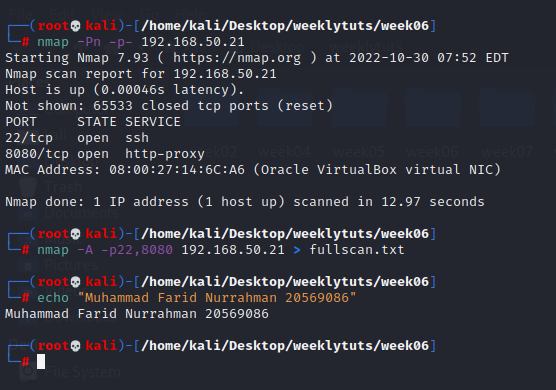 ┌──(root💀kali)-[/home/kali/Desktop/weeklytuts/week06]
└─# nmap -Pn -p- 192.168.50.21
Starting Nmap 7.93 ( https://nmap.org ) at 2022-10-30 07:52 EDT
Nmap scan report for 192.168.50.21
Host is up (0.00046s latency).
Not shown: 65533 closed tcp ports (reset)
PORT     STATE SERVICE
22/tcp   open  ssh
8080/tcp open  http-proxy
MAC Address: 08:00:27:14:6C:A6 (Oracle VirtualBox virtual NIC)
Nmap done: 1 IP address (1 host up) scanned in 12.97 seconds
┌──(root💀kali)-[/home/kali/Desktop/weeklytuts/week06]
└─# nmap -A -p22,8080 192.168.50.21 > fullscan.txt
┌──(root💀kali)-[/home/kali/Desktop/weeklytuts/week06]
└─# echo "Muhammad Farid Nurrahman 20569086"
Muhammad Farid Nurrahman 20569086
┌──(root💀kali)-[/home/kali/Desktop/weeklytuts/week06]
└─#
File System